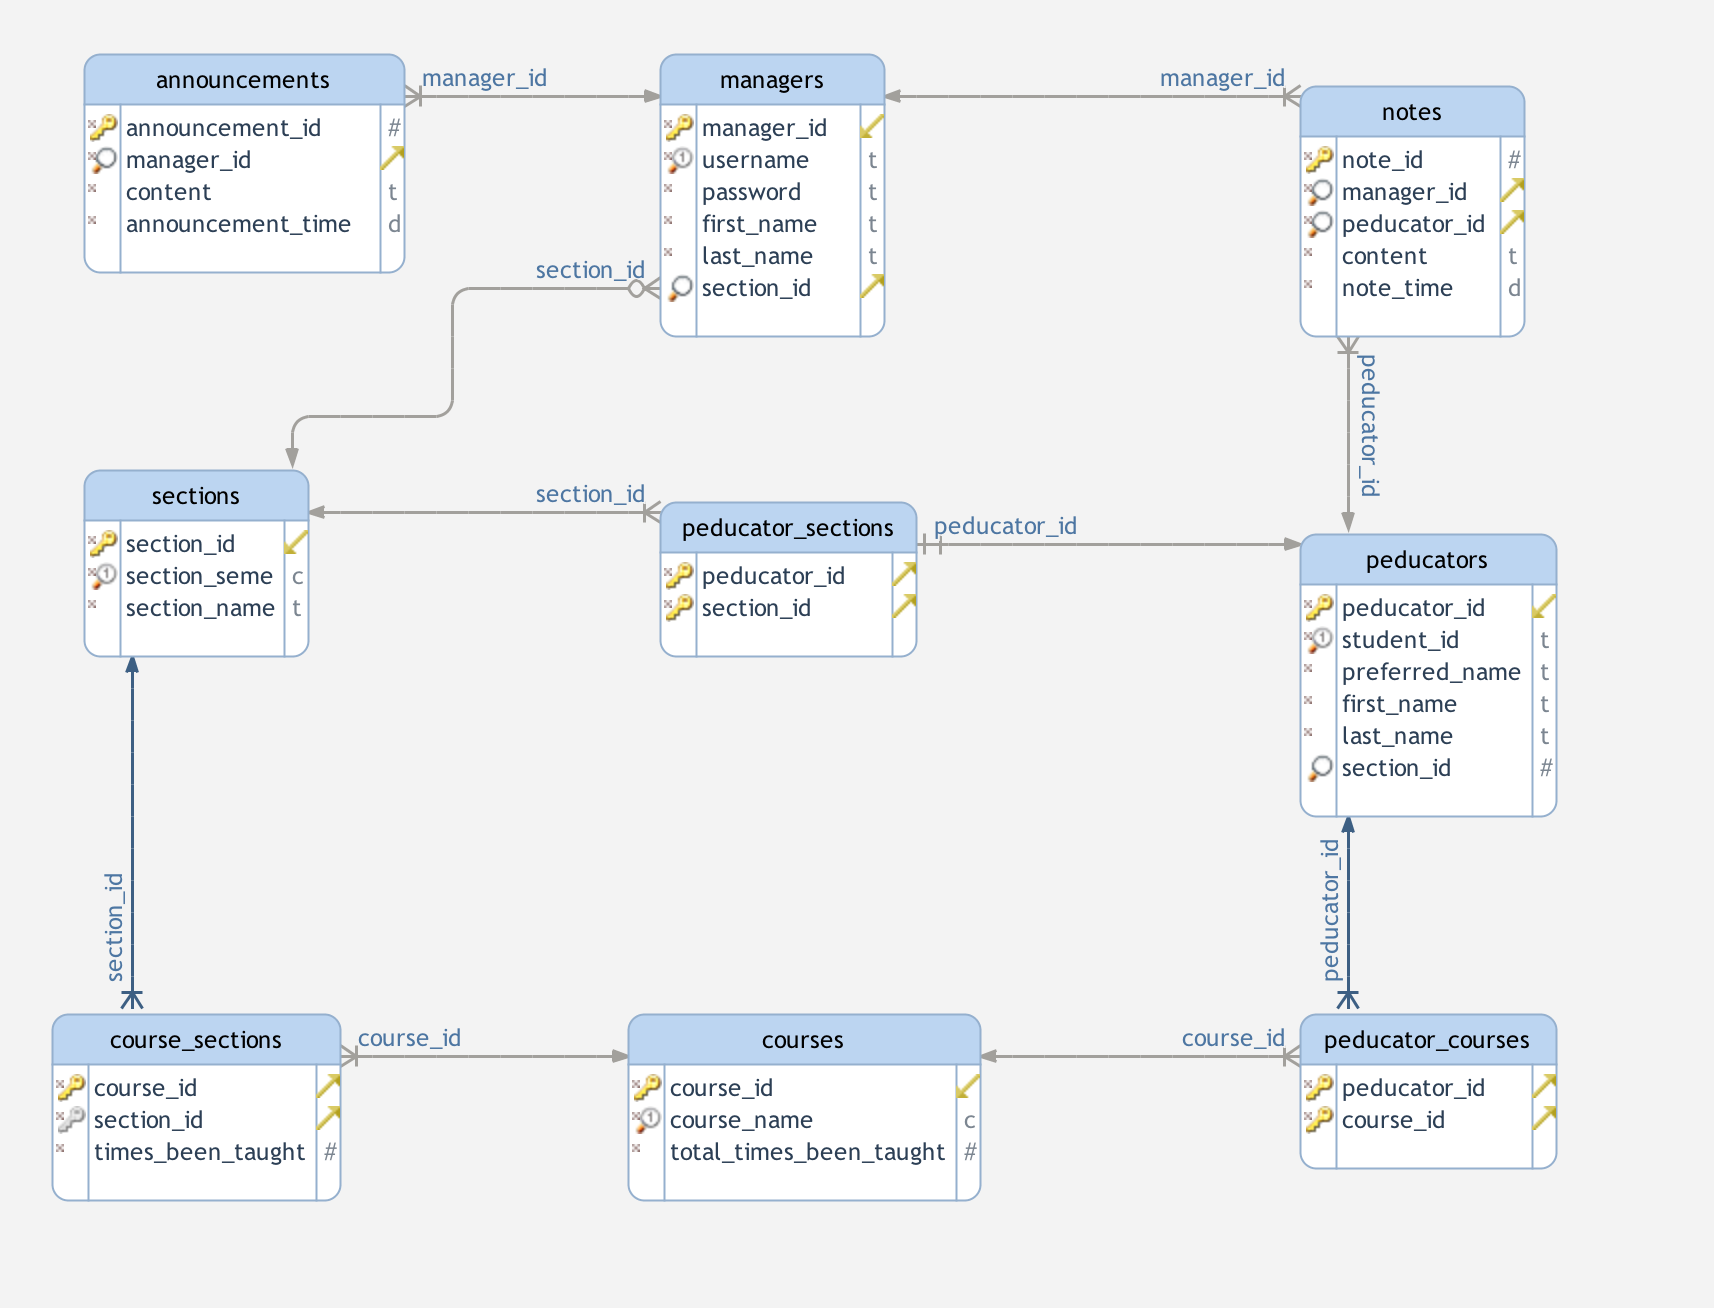 announcements
announcement_id #
manager_id
content t
announcement_time d
manager_id
managers
manager_id
username t
password t
first_name t
last_name t
section_id
manager_id
notes
note_id #
manager_id
peducator_id
content t
note_time d
section_id
peducator_id
sections
section_id
section_seme c
section_name t
section_id
peducator_sections
peducator_id
section_id
peducator_id
peducators
peducator_id
student_id t
preferred_name t
first_name t
last_name t
section_id #
section_id
peducator_id
course_sections
course_id
section_id
times_been_taught #
course_id
courses
course_id
course_name c
total_times_been_taught #
course_id
peducator_courses
peducator_id
course_id